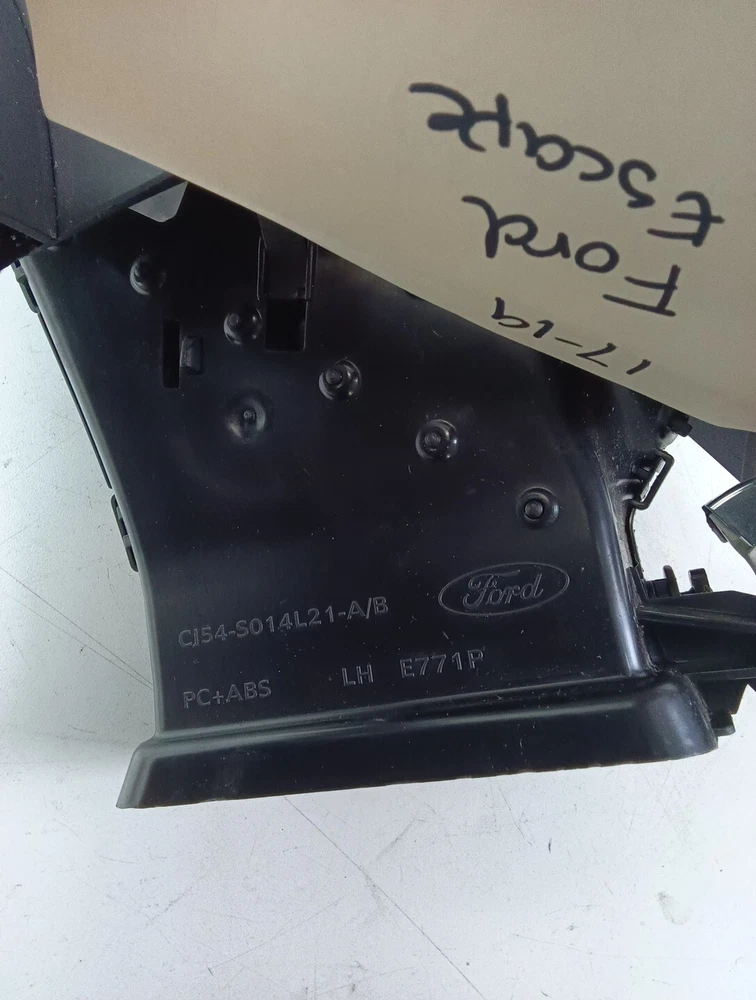 17-19
Ford
Escape
Ford
CJ54-S014L21-A/B
LH E771P
PC+ABS